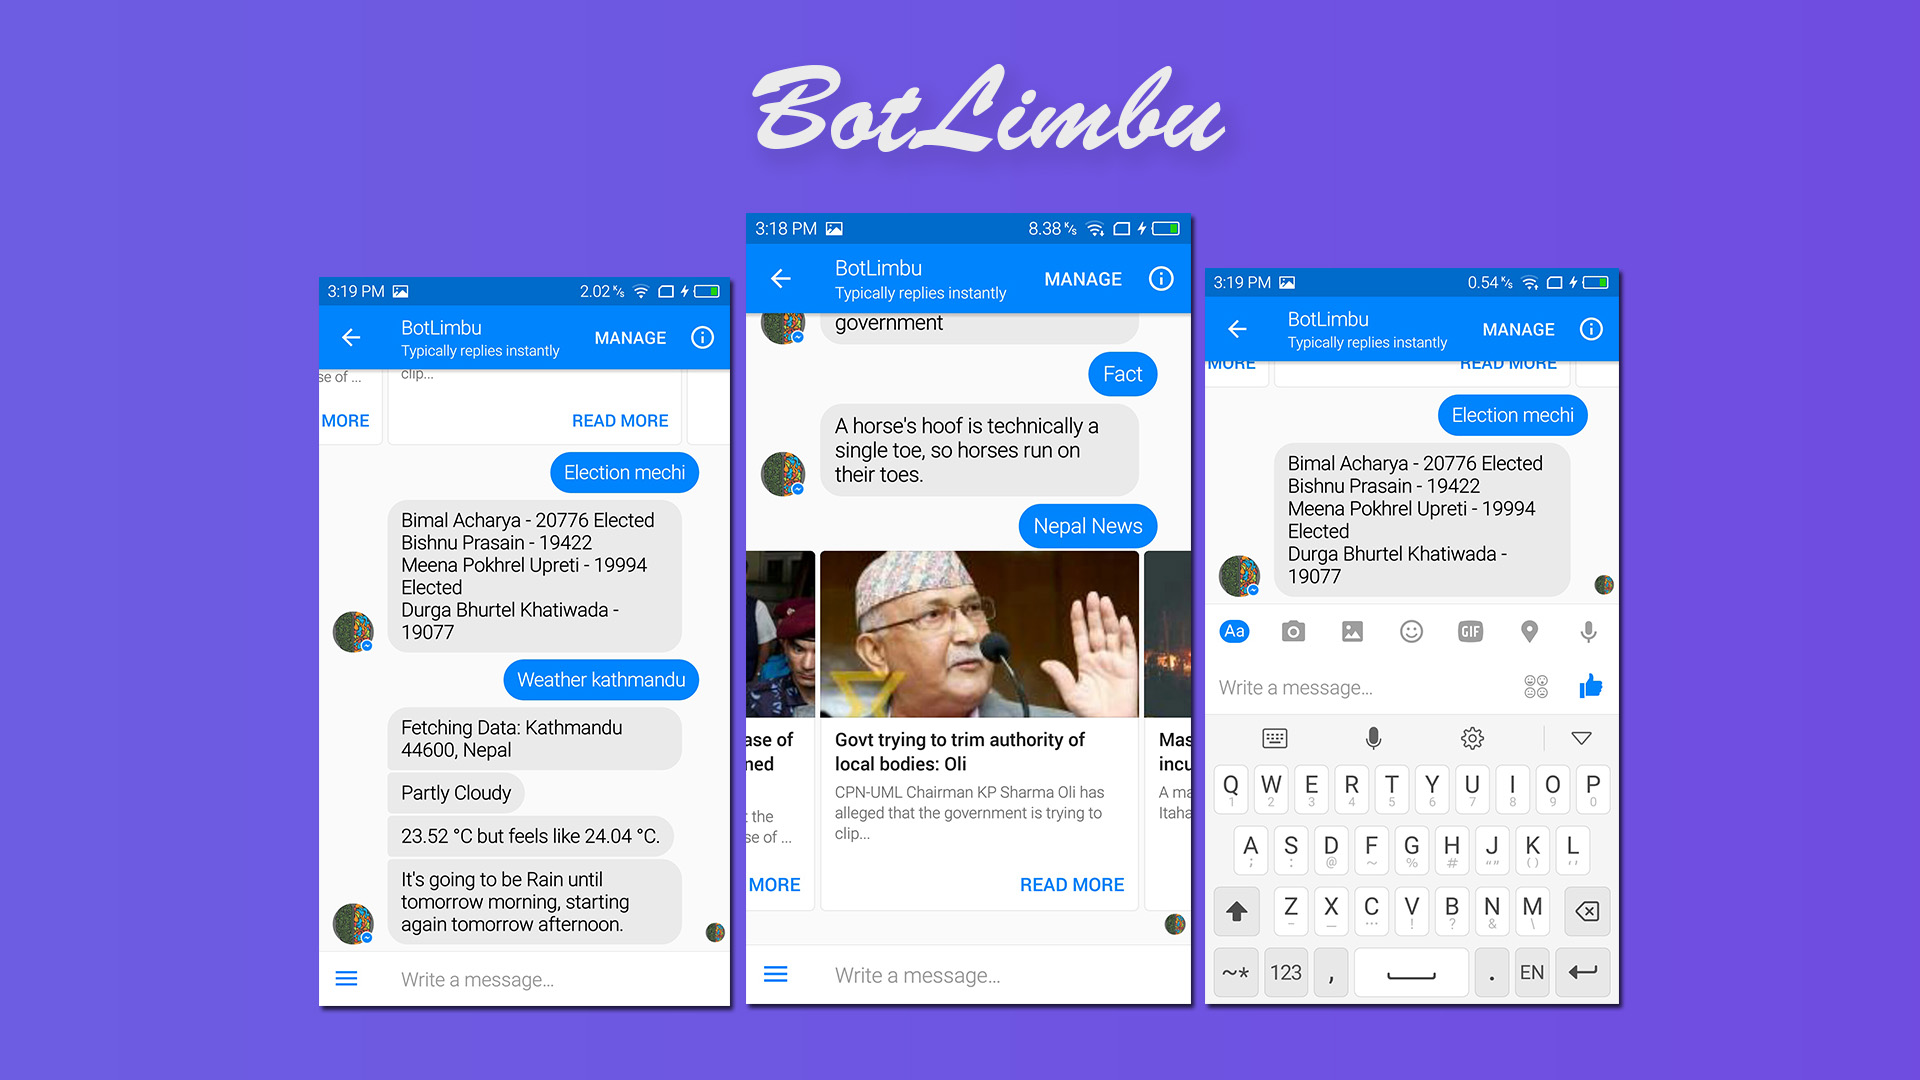 BotLimbu
3:19 PM 2.02 K/s
BotLimbu
Typically replies instantly
MANAGE
se of ...
clip...
MORE
READ MORE
Election mechi
Bimal Acharya - 20776 Elected
Bishnu Prasain - 19422
Meena Pokhrel Upreti - 19994
Elected
Durga Bhurtel Khatiwada -
19077
Weather kathmandu
Fetching Data: Kathmandu
44600, Nepal
Partly Cloudy
23.52 °C but feels like 24.04 °C.
It's going to be Rain until
tomorrow morning, starting
again tomorrow afternoon.
Write a message...
3:18 PM 8.38 K/s
BotLimbu
Typically replies instantly
MANAGE
government
Fact
A horse's hoof is technically a
single toe, so horses run on
their toes.
Nepal News
ase of
ned
t the
se of ...
MORE
Govt trying to trim authority of
local bodies: Oli
CPN-UML Chairman KP Sharma Oli has
alleged that the government is trying to
clip...
READ MORE
Mas
incu
A ma
Itaha
Write a message...
3:19 PM 0.54 K/s
BotLimbu
Typically replies instantly
MANAGE
MORE
READ MORE
Election mechi
Bimal Acharya - 20776 Elected
Bishnu Prasain - 19422
Meena Pokhrel Upreti - 19994
Elected
Durga Bhurtel Khatiwada -
19077
Aa GIF
Write a message...
Q W E R T Y U I O P
1 2 3 4 5 6 7 8 9 0
A S D F G H J K L
; : @ ~ % # “” () ‘’
Z X C V B N M
– _ ... ! ? & \
~* 123 , . EN